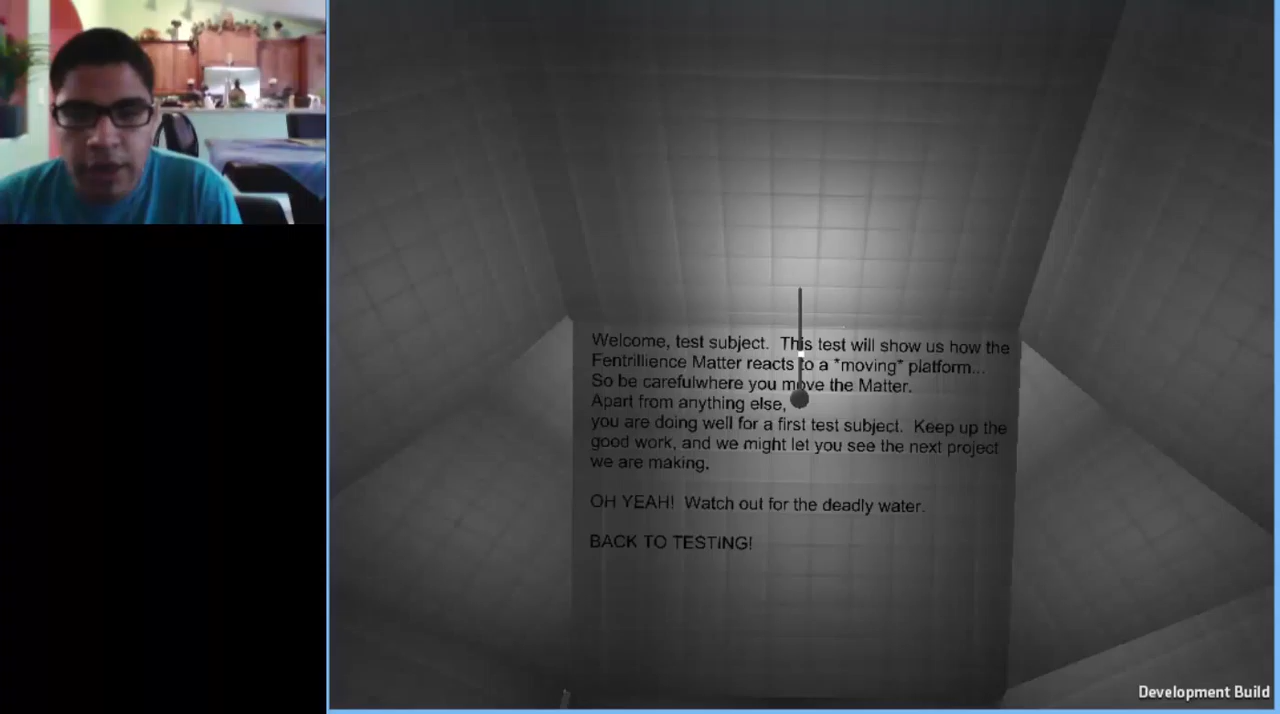 Welcome, test subject.  This test will show us how the
Fentrillience Matter reacts to a *moving* platform...
So be carefulwhere you move the Matter.
Apart from anything else,
you are doing well for a first test subject.  Keep up the
good work, and we might let you see the next project
we are making.
OH YEAH!  Watch out for the deadly water.
BACK TO TESTING!
Development Build